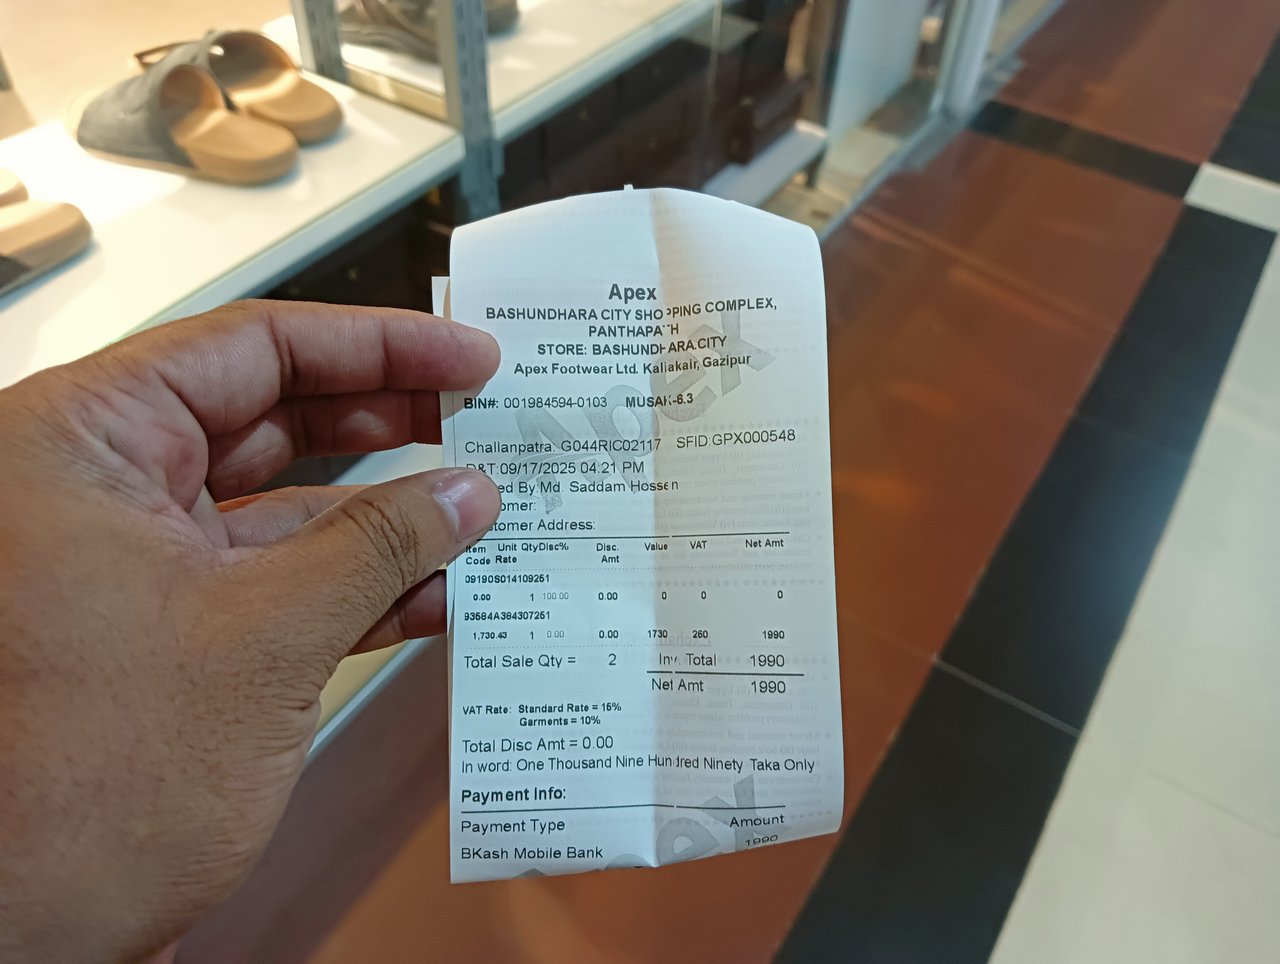 Apex
BASHUNDHARA CITY SHOPPING COMPLEX,
PANTHAPATH
STORE: BASHUNDHARA CITY
Apex Footwear Ltd. Kaliakair, Gazipur
BIN#: 001984594-0103 MUSAK-6.3
Challanpatra: G044RIC02117 SFID:GPX000548
D&T:09/17/2025 04:21 PM
ed By:Md. Saddam Hossen
omer:
stomer Address:
Item Code Unit Rate Qty Disc% Disc. Amt Value VAT Net Amt
09190S014109251
0.00 1 100.00 0.00 0 0 0
93684A384307251
1,730.43 1 0.00 0.00 1730 260 1990
Total Sale Qty = 2 Inv. Total 1990
Net Amt 1990
VAT Rate: Standard Rate = 15%
Garments = 10%
Total Disc Amt = 0.00
In word: One Thousand Nine Hundred Ninety Taka Only
Payment Info:
Payment Type Amount
BKash Mobile Bank 1990